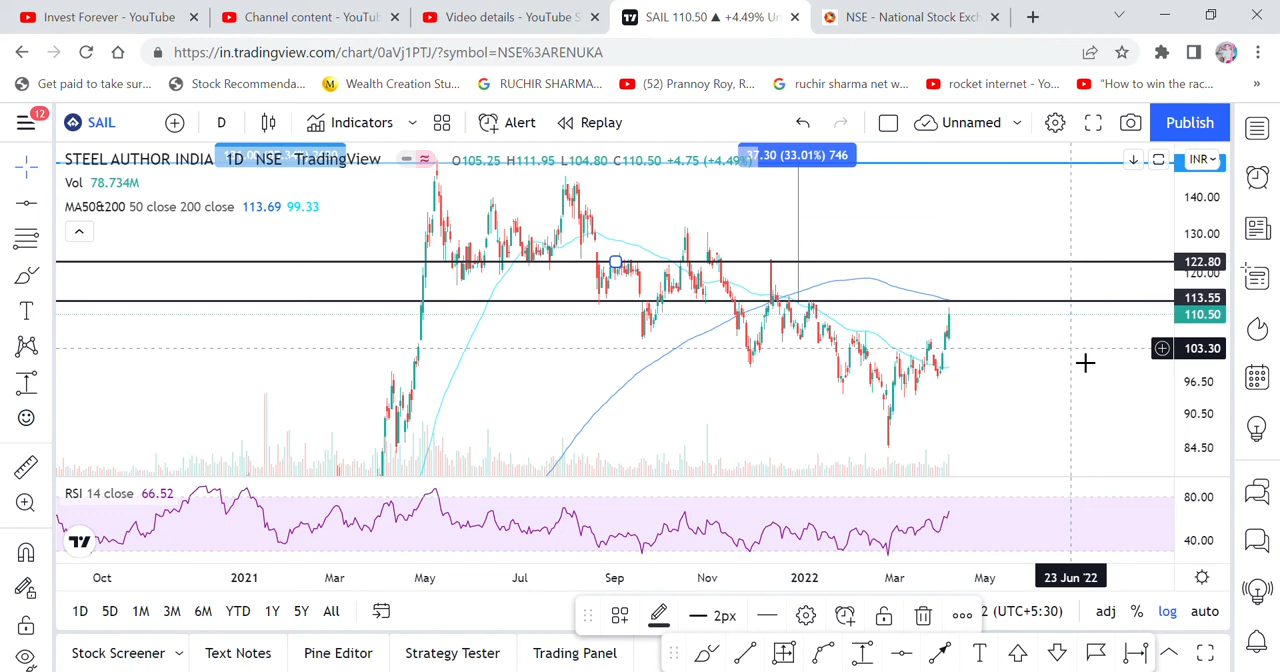 Invest Forever - YouTube
Channel content - YouTu
Video details - YouTube S
SAIL 110.50 ▲ +4.49% Un
NSE - National Stock Exch
https://in.tradingview.com/chart/0aVj1PTJ/?symbol=NSE%3ARENUKA
Get paid to take sur...
Stock Recommenda...
Wealth Creation Stu...
RUCHIR SHARMA...
(52) Prannoy Roy, R...
ruchir sharma net w...
rocket internet - Yo...
"How to win the rac...
»
12
SAIL
D
Indicators
Alert
Replay
Unnamed
Publish
STEEL AUTHOR INDIA 1D NSE TradingView
O105.25 H111.95 L104.80 C110.50 +4.75 (+4.49%)
37.30 (33.01%) 746
INR
Vol 78.734M
MA50&200 50 close 200 close 113.69 99.33
140.00
130.00
122.80
120.00
113.55
110.50
103.30
96.50
90.50
84.50
RSI 14 close 66.52
80.00
40.00
Oct 2021 Mar May Jul Sep Nov 2022 Mar May 23 Jun '22
1D 5D 1M 3M 6M YTD 1Y 5Y All
2px
2 (UTC+5:30)
adj % log auto
Stock Screener
Text Notes
Pine Editor
Strategy Tester
Trading Panel